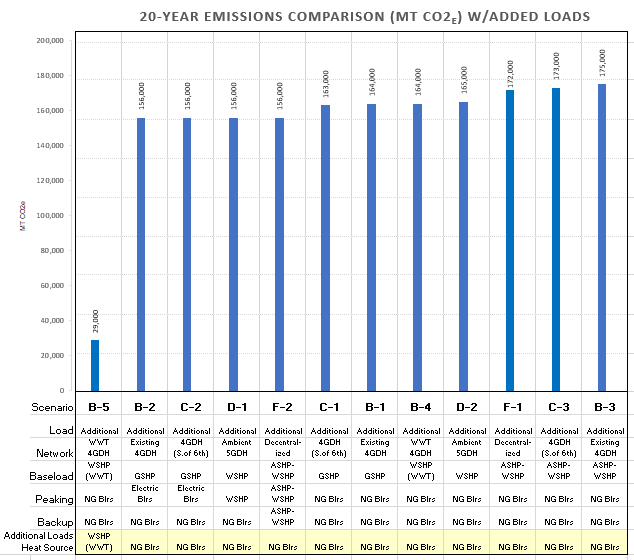 20-YEAR EMISSIONS COMPARISON (MT CO2E) W/ADDED LOADS
200,000
180,000
160,000
140,000
120,000
100,000
80,000
60,000
40,000
20,000
0
MT CO2e
29,000 156,000 156,000 156,000 156,000 163,000 164,000 164,000 165,000 172,000 173,000 175,000
Scenario B-5 B-2 C-2 D-1 F-2 C-1 B-1 B-4 D-2 F-1 C-3 B-3
Load Additional Additional Additional Additional Additional Additional Additional Additional Additional Additional Additional Additional
WWT Existing 4GDH Ambient Decentral- 4GDH Existing WWT Ambient Decentral- 4GDH Existing
Network 4GDH 4GDH (S.of 6th) 5GDH ized (S.of 6th) 4GDH 4GDH 5GDH ized (S.of 6th) 4GDH
WSHP ASHP- WSHP ASHP- ASHP- ASHP-
Baseload (WWT) GSHP GSHP WSHP WSHP GSHP GSHP (WWT) WSHP WSHP WSHP WSHP
Electric Electric ASHP-
Peaking NG Blrs Blrs Blrs WSHP WSHP NG Blrs NG Blrs NG Blrs NG Blrs NG Blrs NG Blrs NG Blrs
ASHP-
Backup NG Blrs NG Blrs NG Blrs NG Blrs WSHP NG Blrs NG Blrs NG Blrs NG Blrs NG Blrs NG Blrs NG Blrs
Additional Loads WSHP
Heat Source (WWT) NG Blrs NG Blrs NG Blrs NG Blrs NG Blrs NG Blrs NG Blrs NG Blrs NG Blrs NG Blrs NG Blrs